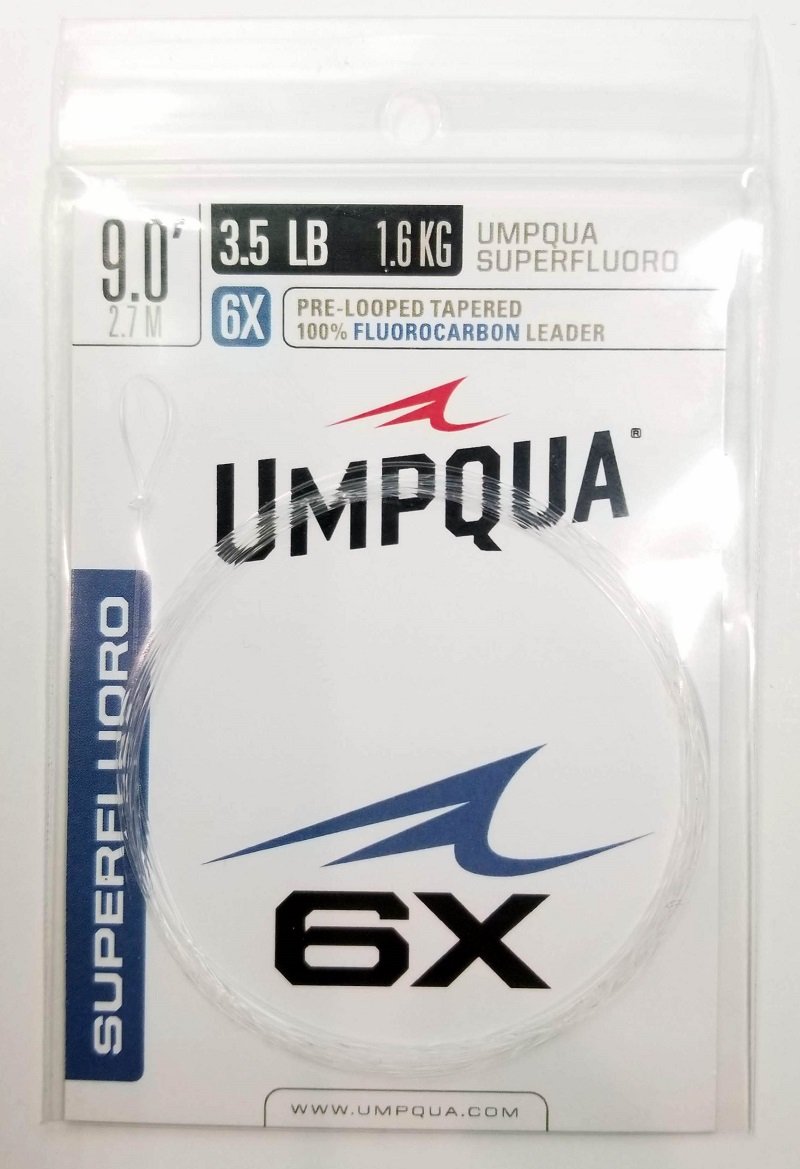 9.0'
2.7 M
3.5 LB 1.6 KG
6X
UMPQUA
SUPERFLUORO
PRE-LOOPED TAPERED
100% FLUOROCARBON LEADER
UMPQUA®
SUPERFLUORO
6X
WWW.UMPQUA.COM